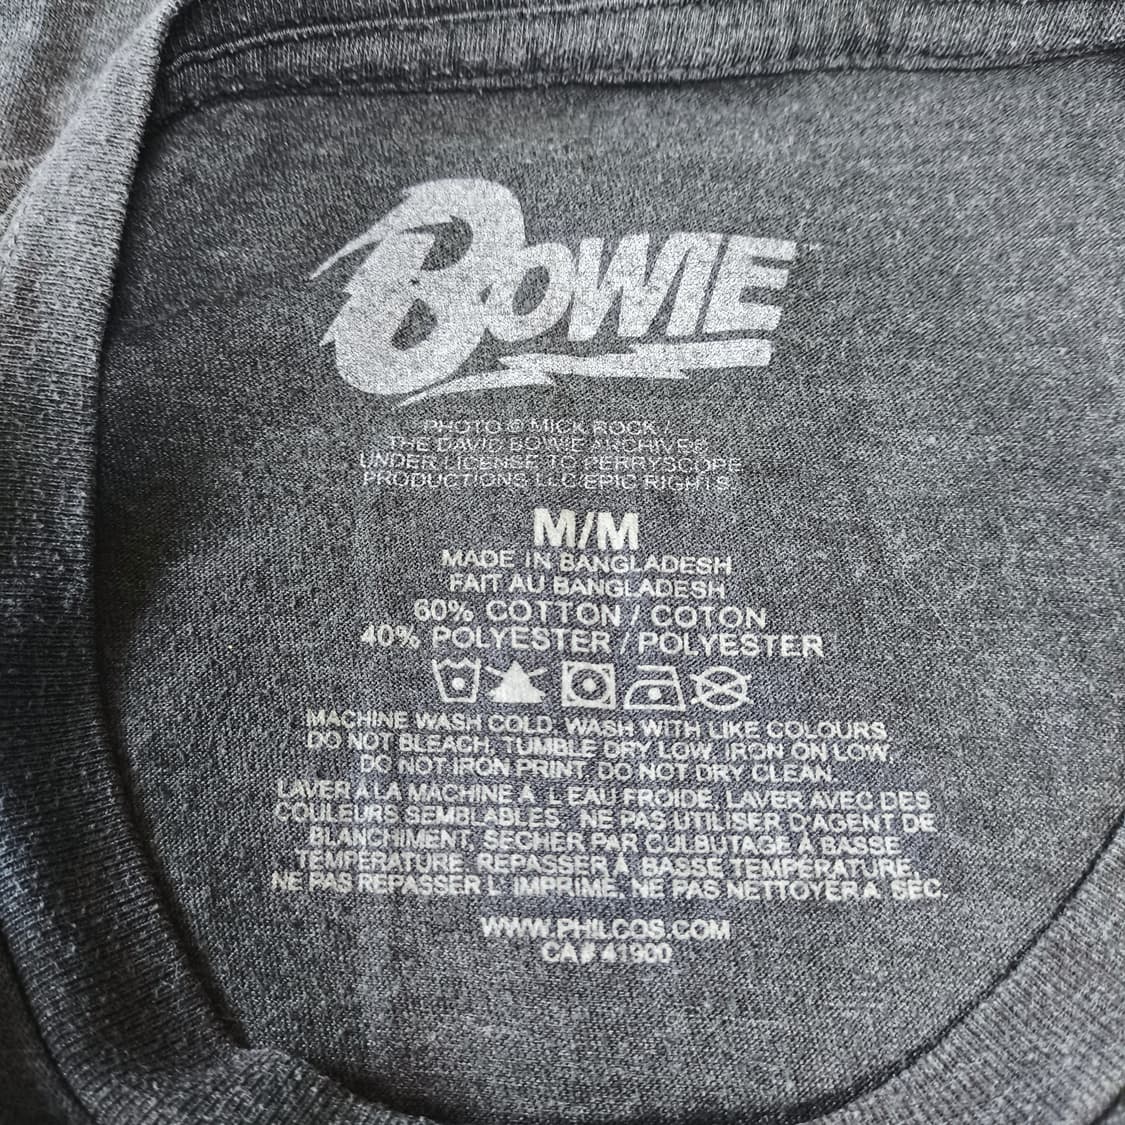 BOWIE
PHOTO © MICK ROCK /
THE DAVID BOWIE ARCHIVE®
UNDER LICENSE TO PERRYSCOPE
PRODUCTIONS LLC/EPIC RIGHTS.
M/M
MADE IN BANGLADESH
FAIT AU BANGLADESH
60% COTTON / COTON
40% POLYESTER / POLYESTER
MACHINE WASH COLD, WASH WITH LIKE COLOURS
DO NOT BLEACH, TUMBLE DRY LOW, IRON ON LOW,
DO NOT IRON PRINT, DO NOT DRY CLEAN.
LAVER À LA MACHINE A L'EAU FROIDE, LAVER AVEC DES
COULEURS SEMBLABLES, NE PAS UTILISER D'AGENT DE
BLANCHIMENT, SECHER PAR CULBUTAGE À BASSE
TEMPÉRATURE, REPASSER À BASSE TEMPÉRATURE,
NE PAS REPASSER L'IMPRIME, NE PAS NETTOYER A SEC.
WWW.PHILCOS.COM
CA# 41900